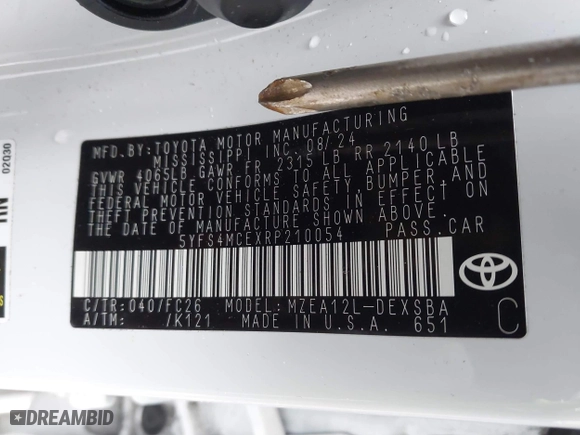 MFD.BY:TOYOTA MOTOR MANUFACTURING
MISSISSIPPI INC. 08/24
GVWR 4065LB GAWR FR 2315 LB RR 2140 LB
THIS VEHICLE CONFORMS TO ALL APPLICABLE
FEDERAL MOTOR VEHICLE SAFETY, BUMPER, AND
THEFT PREVENTION STANDARDS IN EFFECT ON
THE DATE OF MANUFACTURE SHOWN ABOVE.
5YFS4MCEXRP210054 PASS.CAR
C/TR: 040/FC26 MODEL: MZEA12L-DEXSBA
A/TM: /K121 MADE IN U.S.A. 651
C
02Q30
DREAMBID